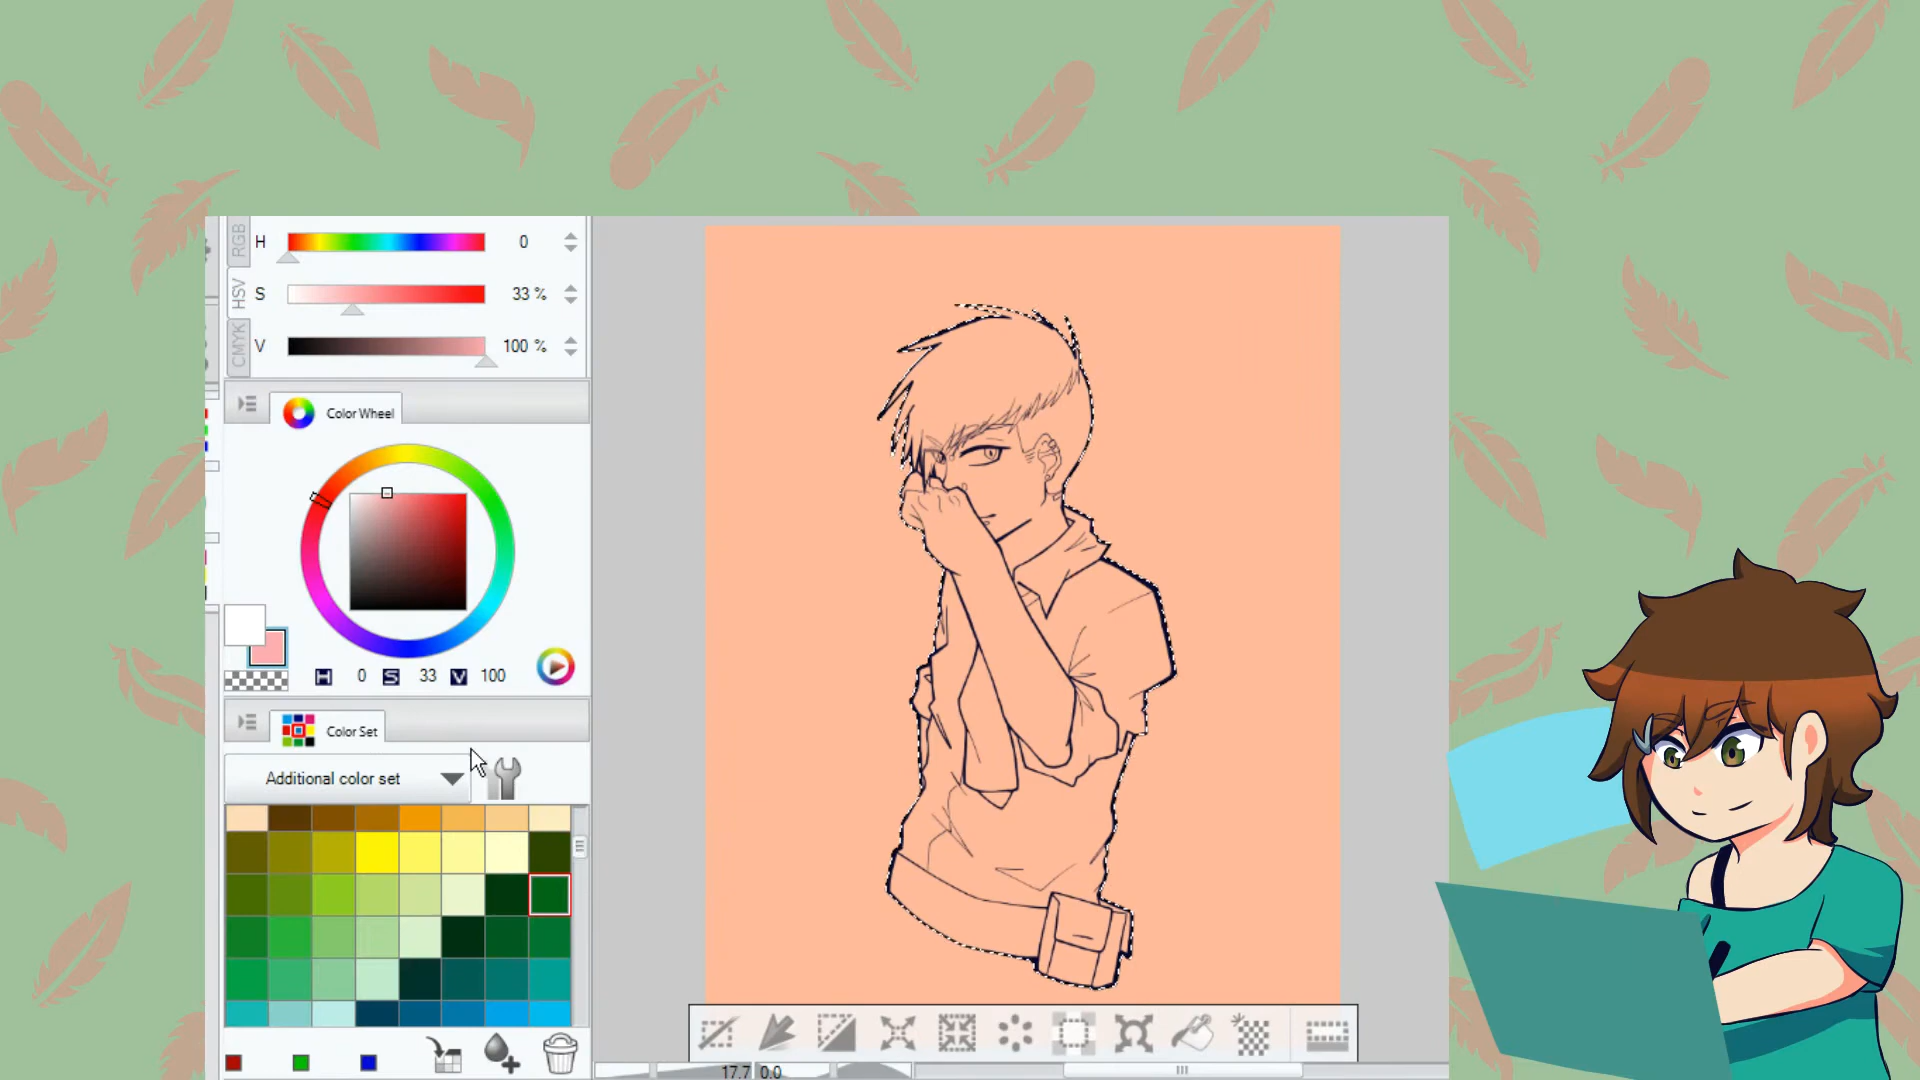 RGB
H 0
HSV
S 33 %
CMYK
V 100 %
Color Wheel
H 0 S 33 V 100
Color Set
Additional color set
17.7 0.0